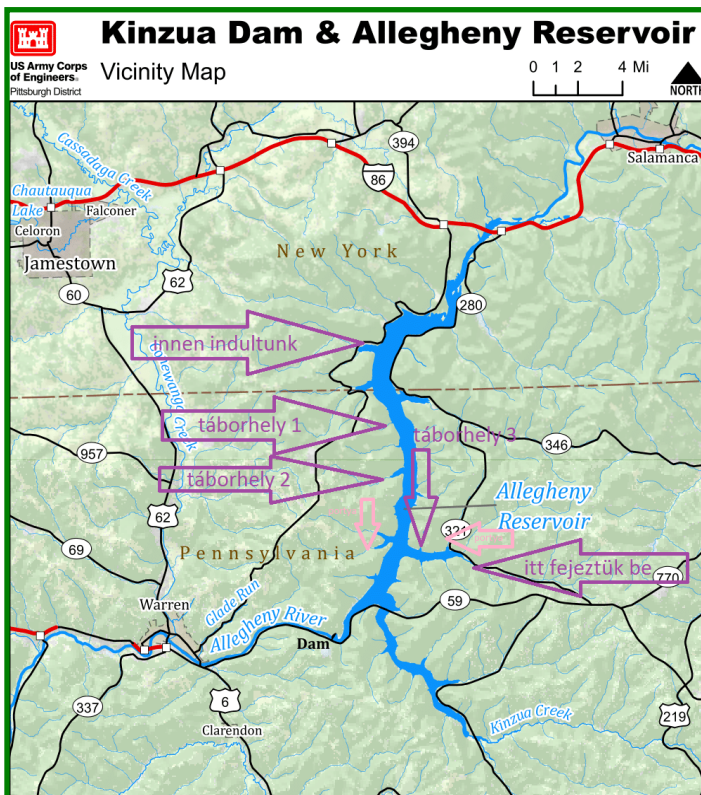 Kinzua Dam & Allegheny Reservoir
US Army Corps
of Engineers®
Pittsburgh District
Vicinity Map
0 1 2 4 Mi
NORTH
Cassadaga Creek
394
Salamanca
86
Chautauqua
Lake
Falconer
Celoron
New York
Jamestown
62
60
280
innen indultunk
Conewango Creek
táborhely 1
táborhely 3
957
346
táborhely 2
Allegheny
Reservoir
62
321
69
Pennsylvania
itt fejeztük be
770
Glade Run
Warren
59
Allegheny River
Dam
6
337
Kinzua Creek
219
Clarendon